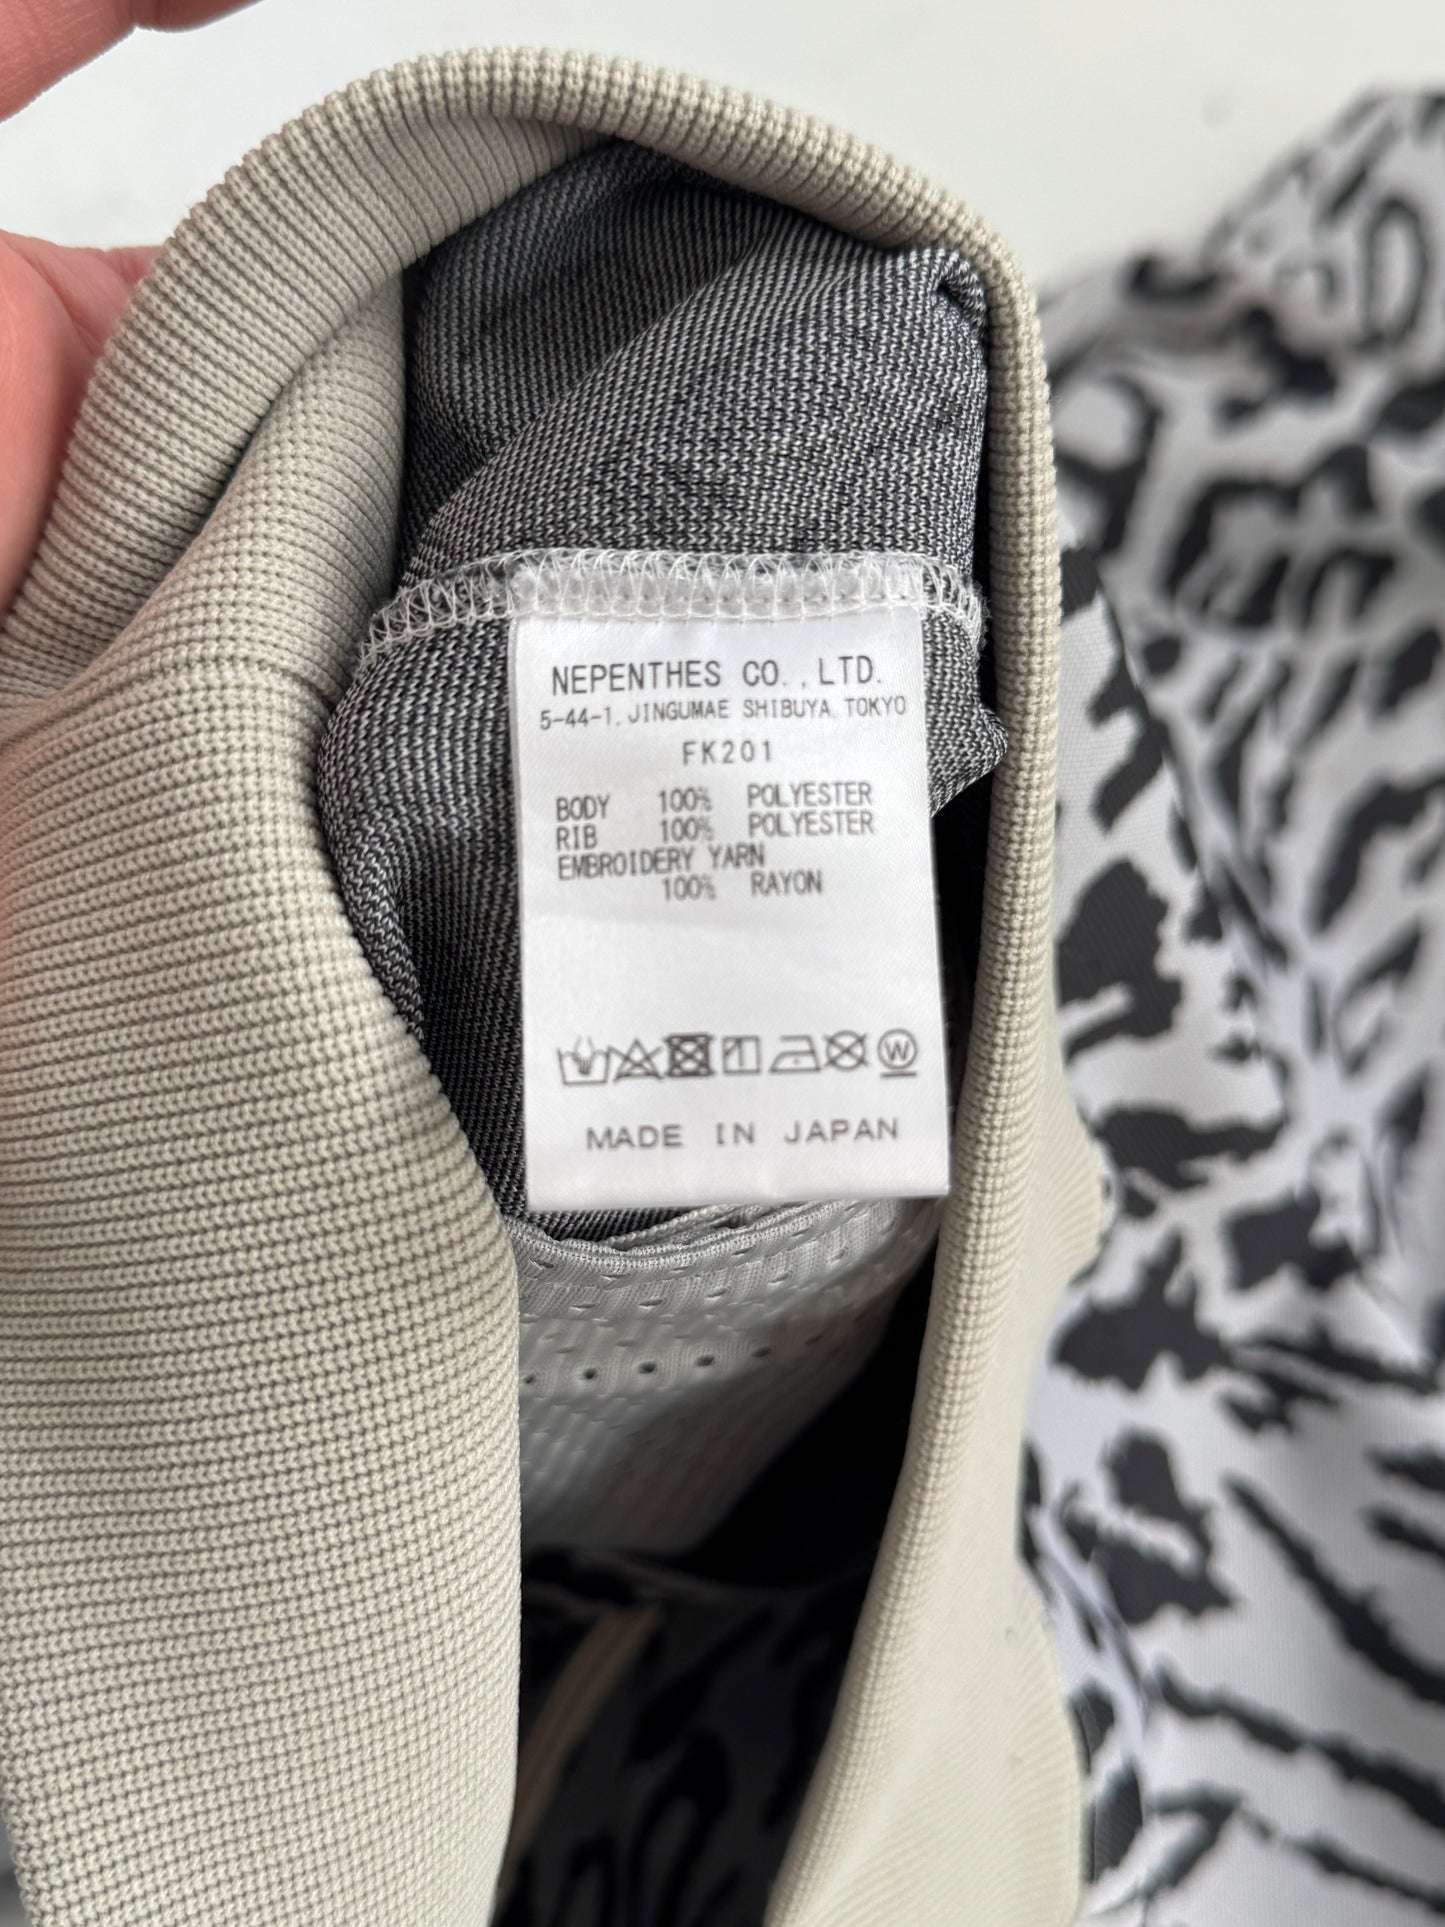 NEPENTHES CO., LTD.
5-44-1, JINGUMAE SHIBUYA TOKYO
FK201
BODY 100% POLYESTER
RIB 100% POLYESTER
EMBROIDERY YARN
100% RAYON
W
MADE IN JAPAN